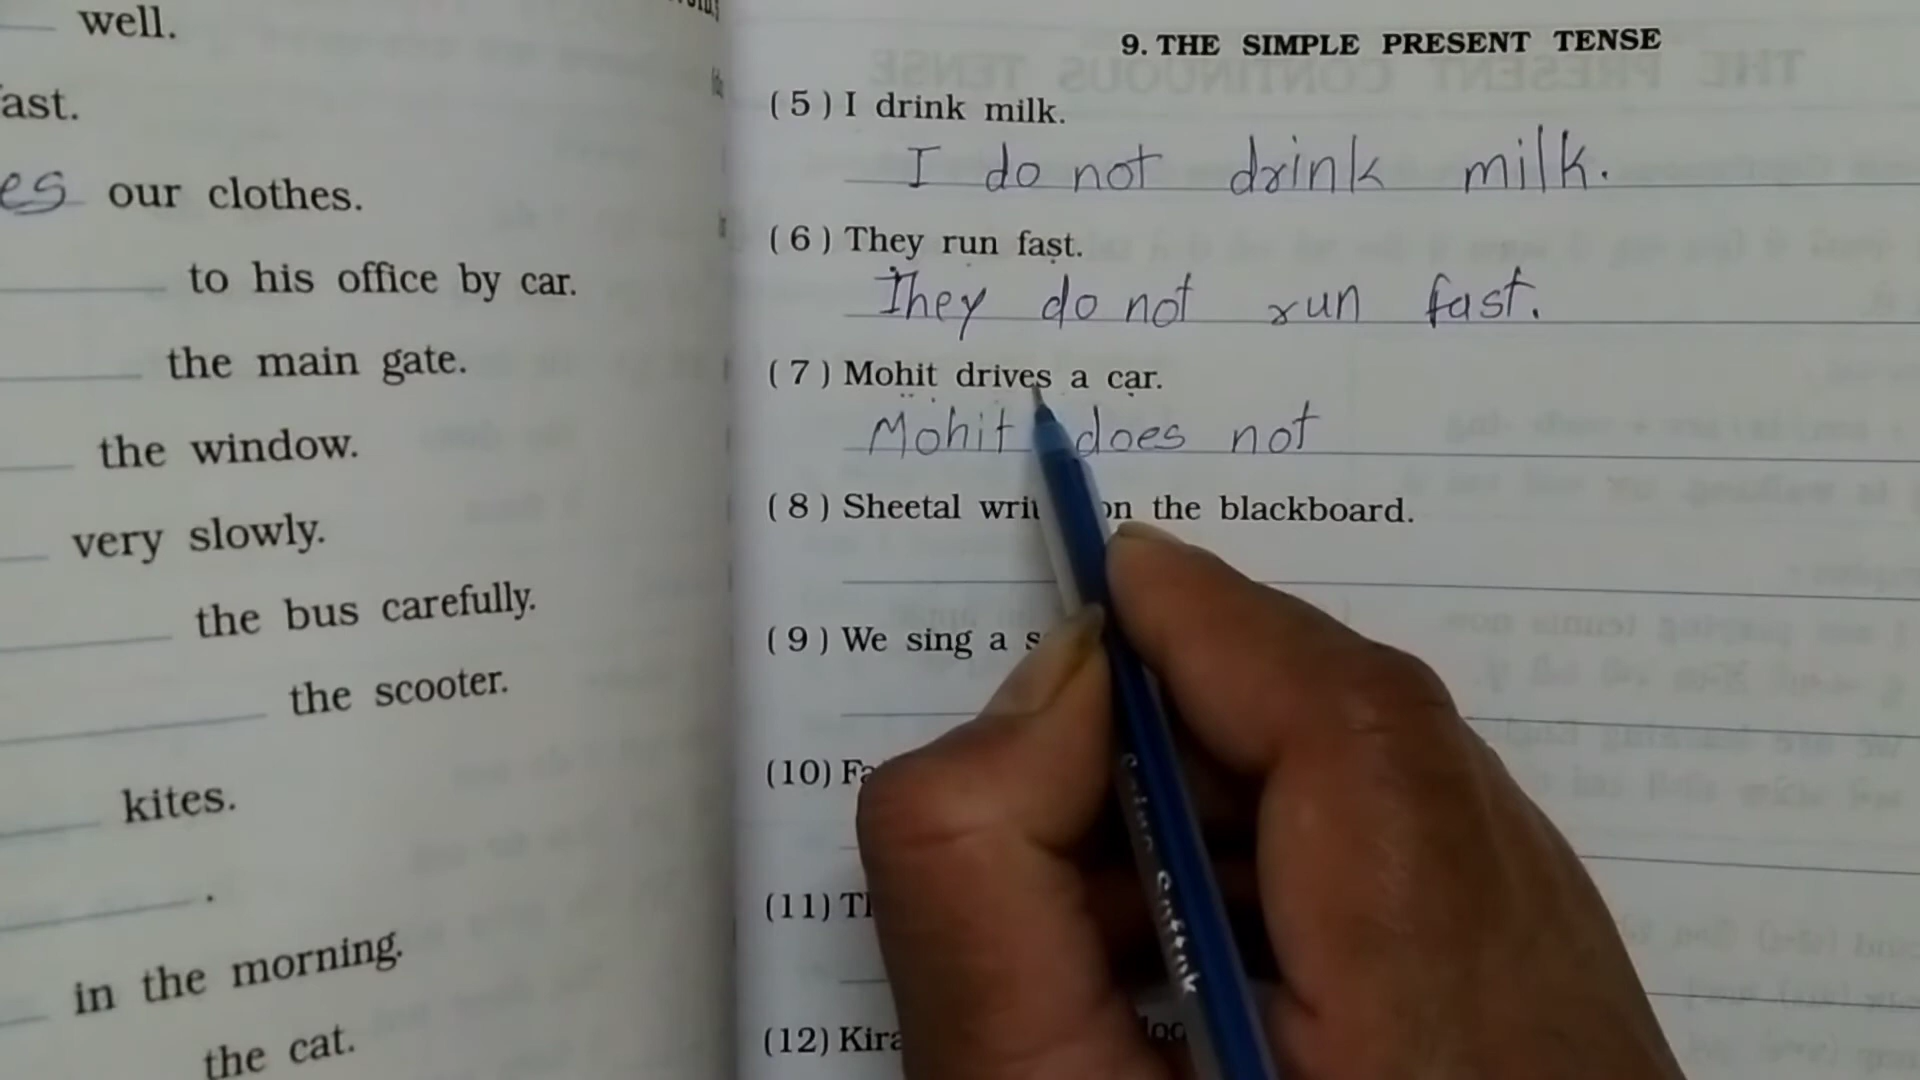 well.
our clothes.
to his office by car.
the main gate.
the window.
very slowly.
the bus carefully.
the scooter.
kites.
in the morning.
the cat.
9. THE SIMPLE PRESENT TENSE
(5) I drink milk.
I do not drink milk.
(6) They run fast.
They do not run fast.
(7) Mohit drives a car.
Mohit does not
(8) Sheetal on the blackboard.
(9) We sing a
(10)
(11)
(12)